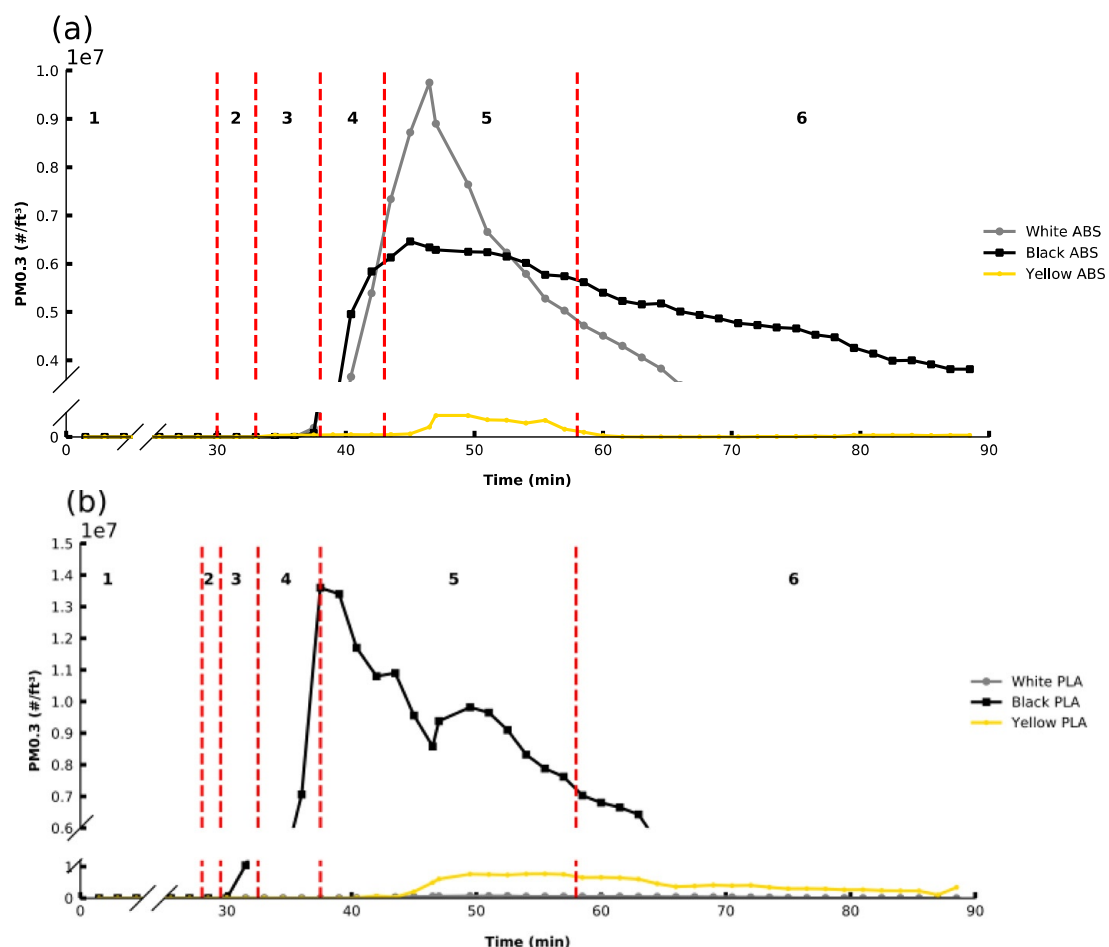 (a)
1e7
1.0
0.9
0.8
0.7
0.6
0.5
0.4
0
PM0.3 (#/ft³)
1 2 3 4 5 6
White ABS
Black ABS
Yellow ABS
0 30 40 50 60 70 80 90
Time (min)
(b)
1e7
1.5
1.4
1.3
1.2
1.1
1.0
0.9
0.8
0.7
0.6
1
0
PM0.3 (#/ft³)
1 2 3 4 5 6
White PLA
Black PLA
Yellow PLA
0 30 40 50 60 70 80 90
Time (min)